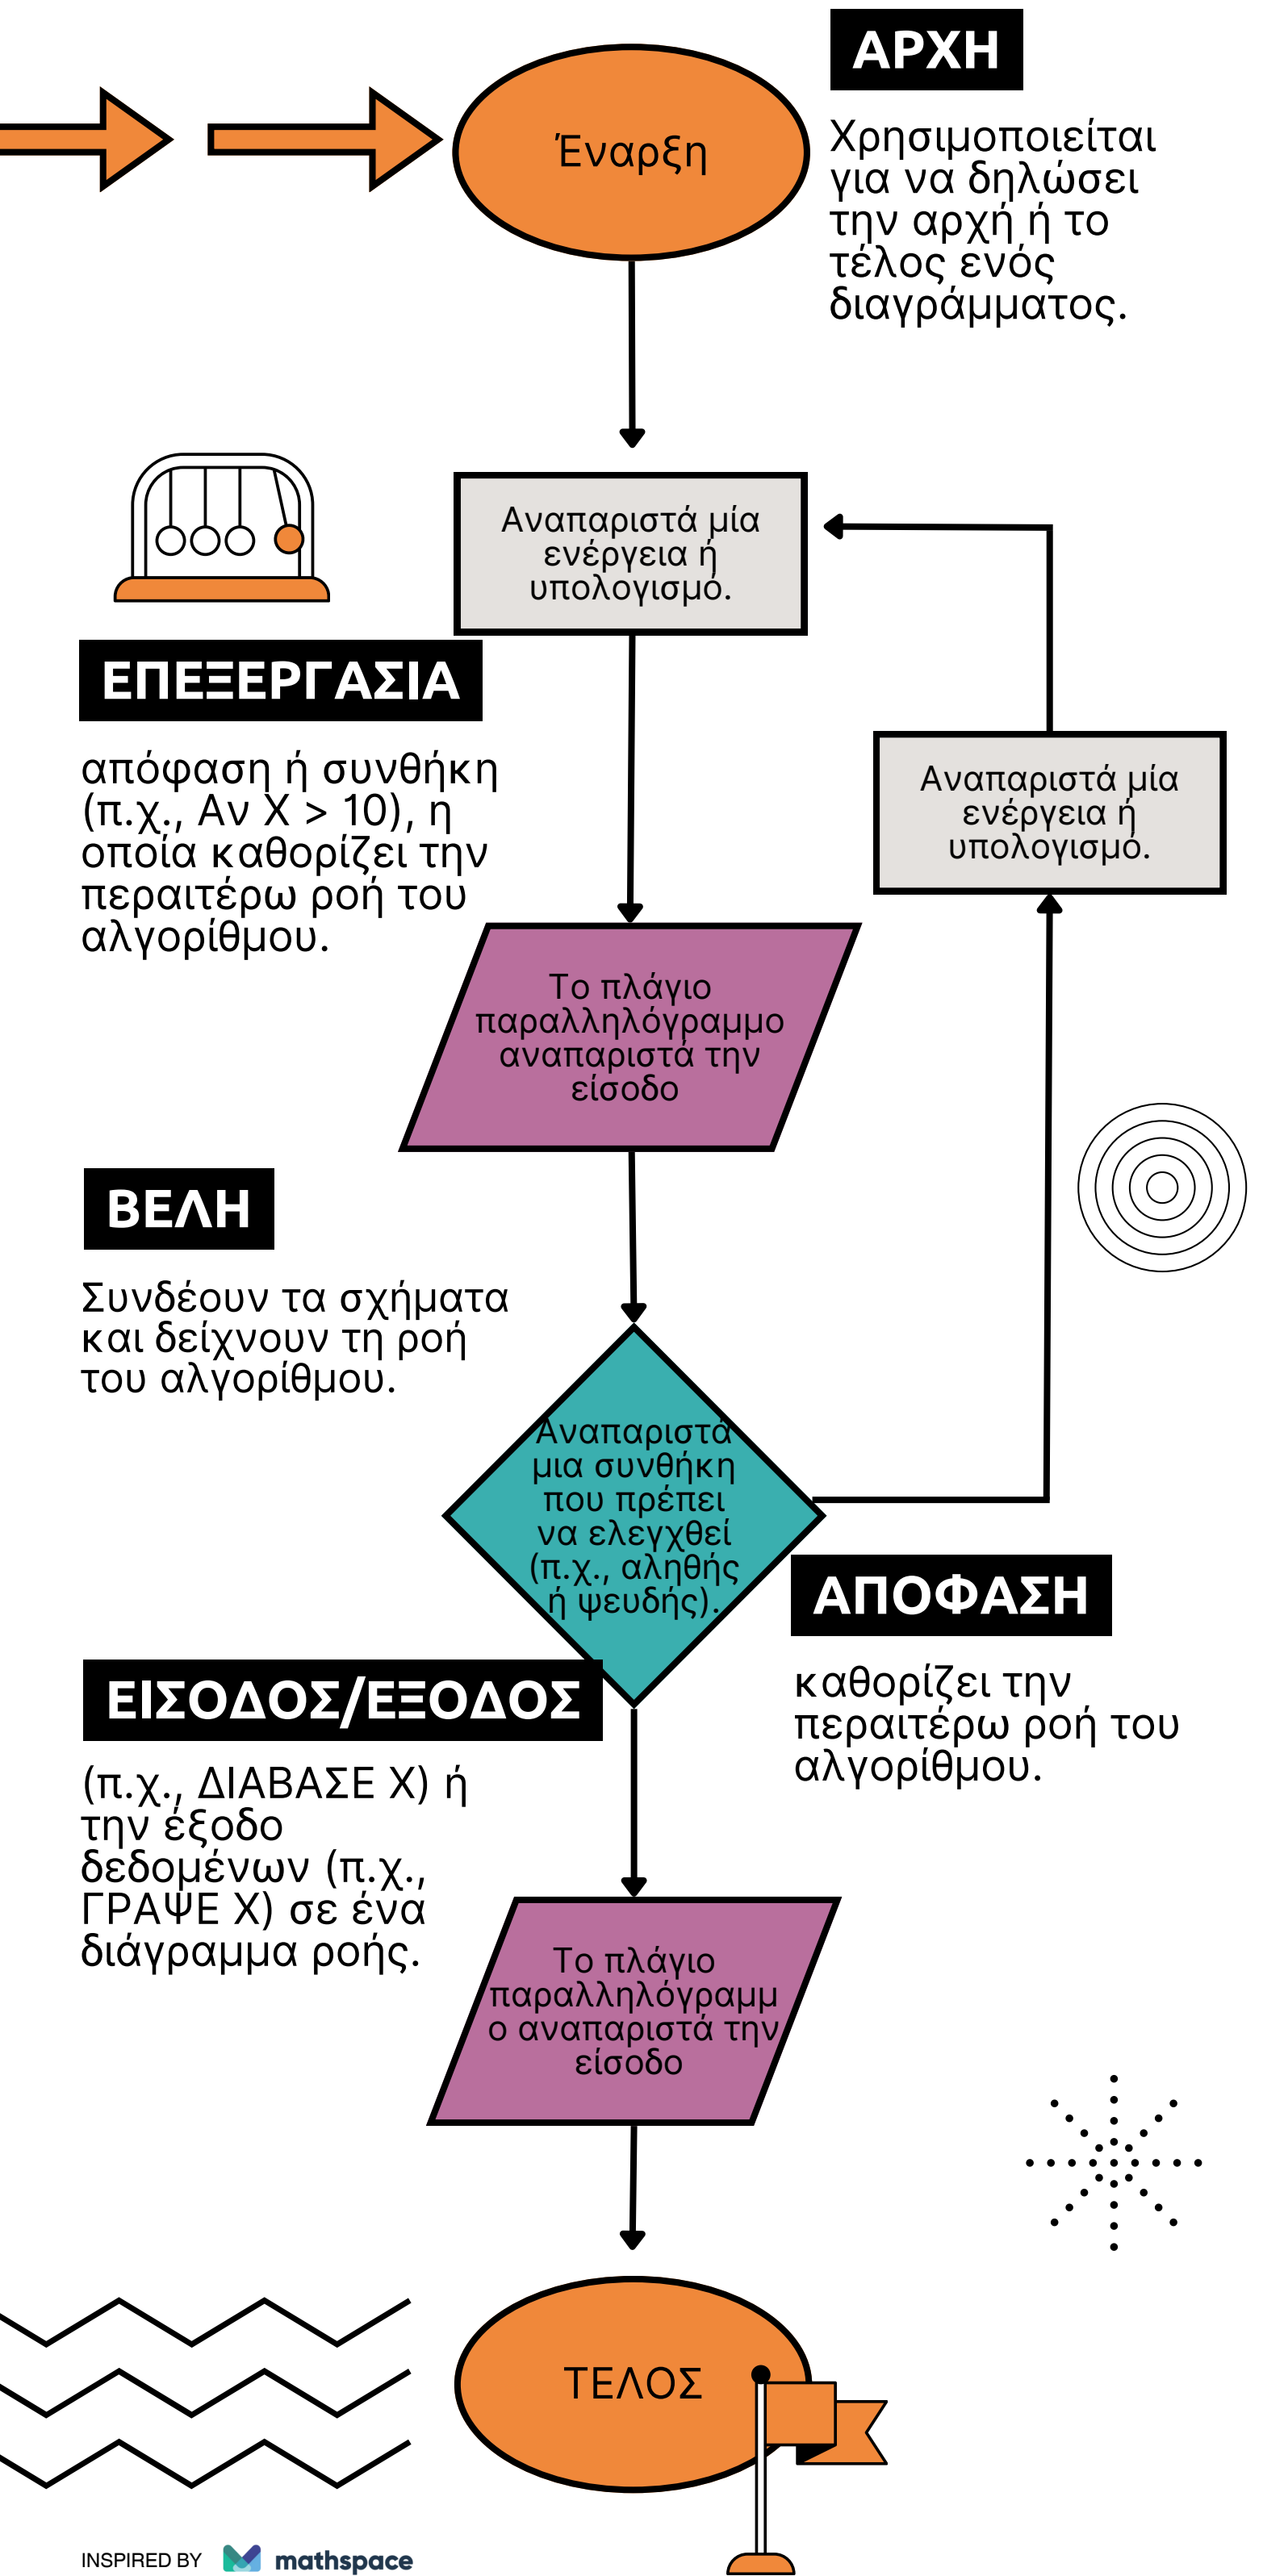 ΑΡΧΗ
Έναρξη
Χρησιμοποιείται
για να δηλώσει
την αρχή ή το
τέλος ενός
διαγράμματος.
Αναπαριστά μία
ενέργεια ή
υπολογισμό.
ΕΠΕΞΕΡΓΑΣΙΑ
απόφαση ή συνθήκη
(π.χ., Αν Χ > 10), η
οποία καθορίζει την
περαιτέρω ροή του
αλγορίθμου.
Αναπαριστά μία
ενέργεια ή
υπολογισμό.
Το πλάγιο
παραλληλόγραμμο
αναπαριστά την
είσοδο
ΒΕΛΗ
Συνδέουν τα σχήματα
και δείχνουν τη ροή
του αλγορίθμου.
Αναπαριστά
μια συνθήκη
που πρέπει
να ελεγχθεί
(π.χ., αληθής
ή ψευδής).
ΑΠΟΦΑΣΗ
καθορίζει την
περαιτέρω ροή του
αλγορίθμου.
ΕΙΣΟΔΟΣ/ΕΞΟΔΟΣ
(π.χ., ΔΙΑΒΑΣΕ Χ) ή
την έξοδο
δεδομένων (π.χ.,
ΓΡΑΨΕ Χ) σε ένα
διάγραμμα ροής.
Το πλάγιο
παραλληλόγραμμ
ο αναπαριστά την
είσοδο
ΤΕΛΟΣ
INSPIRED BY mathspace